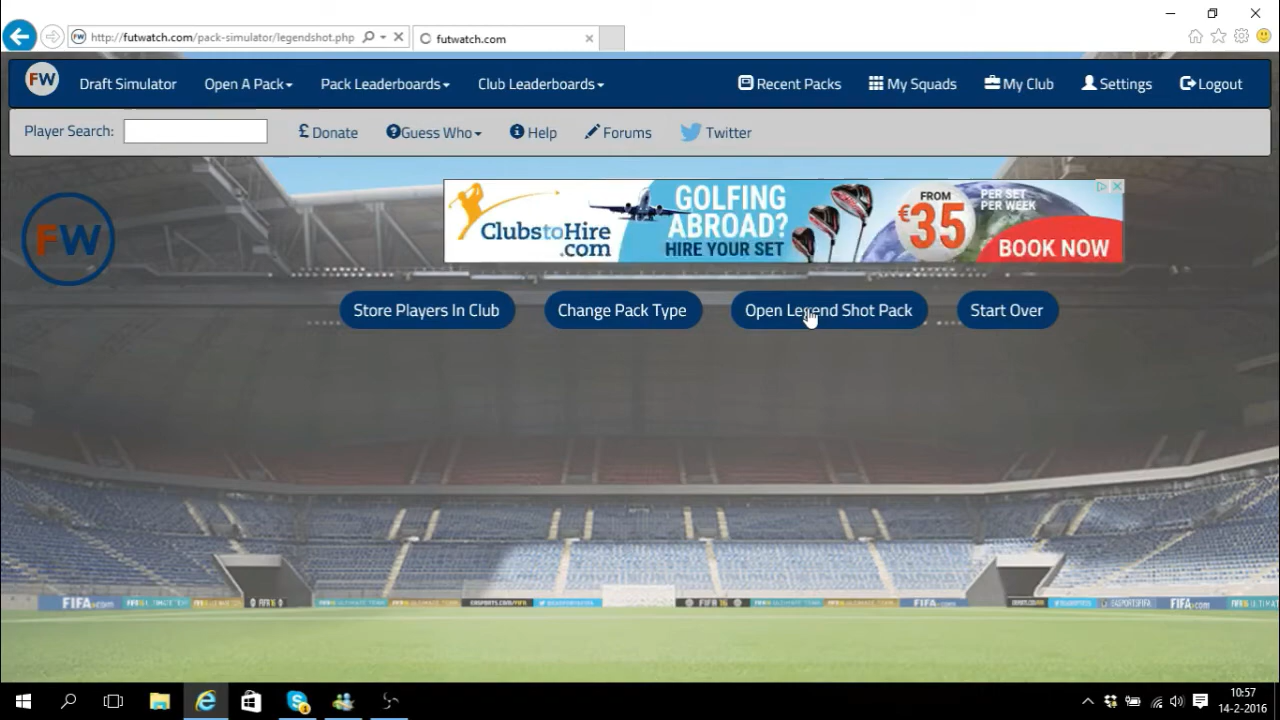 http://futwatch.com/pack-simulator/legendshot.php
futwatch.com
FW
Draft Simulator
Open A Pack
Pack Leaderboards
Club Leaderboards
Recent Packs
My Squads
My Club
Settings
Logout
Player Search:
£ Donate
Guess Who
Help
Forums
Twitter
FW
ClubstoHire
.com
GOLFING
ABROAD?
HIRE YOUR SET
FROM
€35
PER SET
PER WEEK
BOOK NOW
Store Players In Club
Change Pack Type
Open Legend Shot Pack
Start Over
10:57
14-2-2016